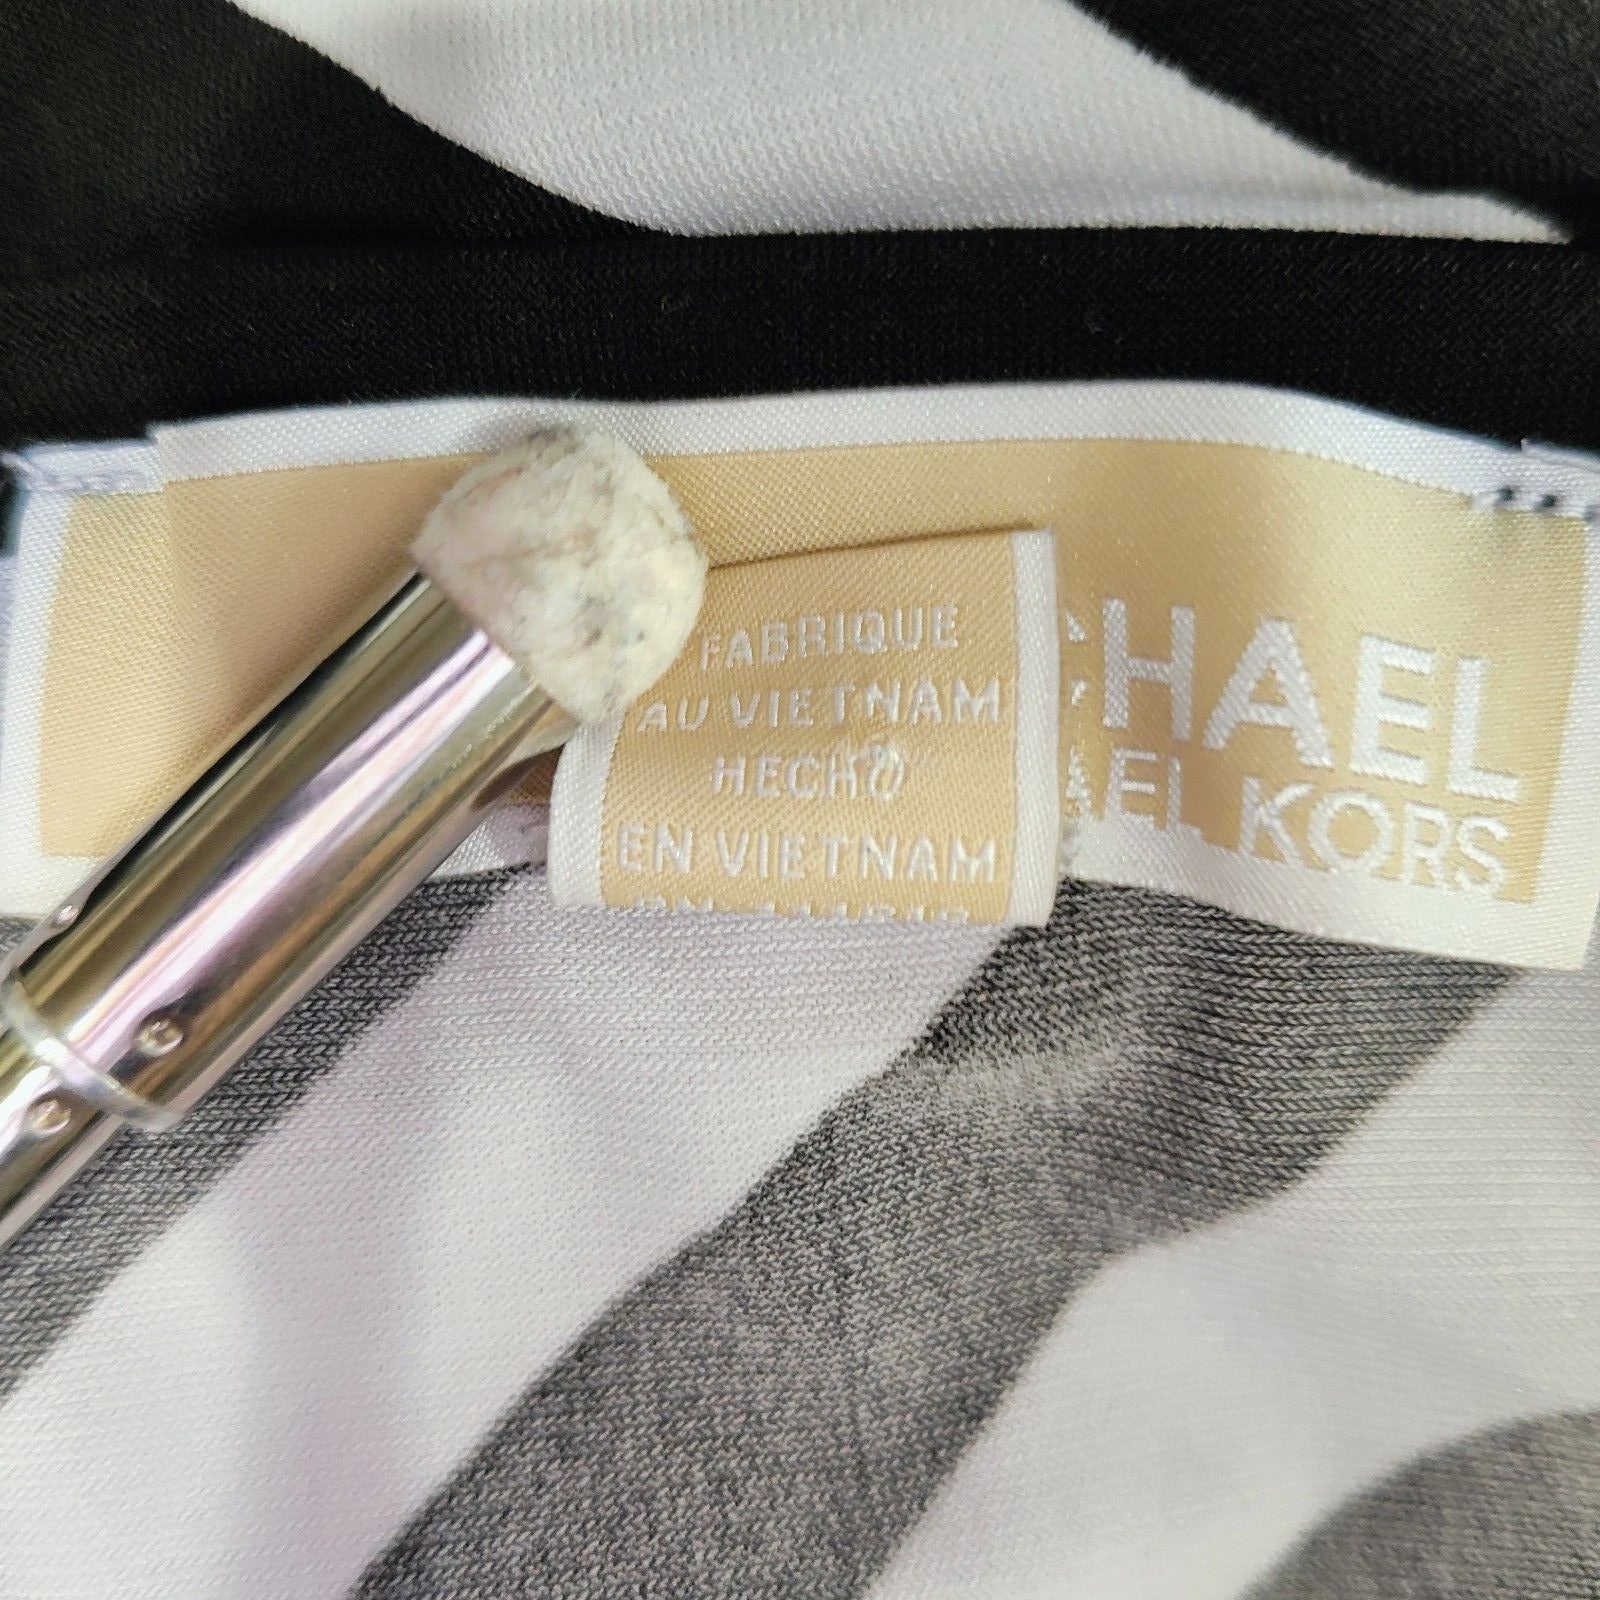 FABRIQUE
AU VIETNAM
HECHO
EN VIETNAM
CHAEL
AEL KORS